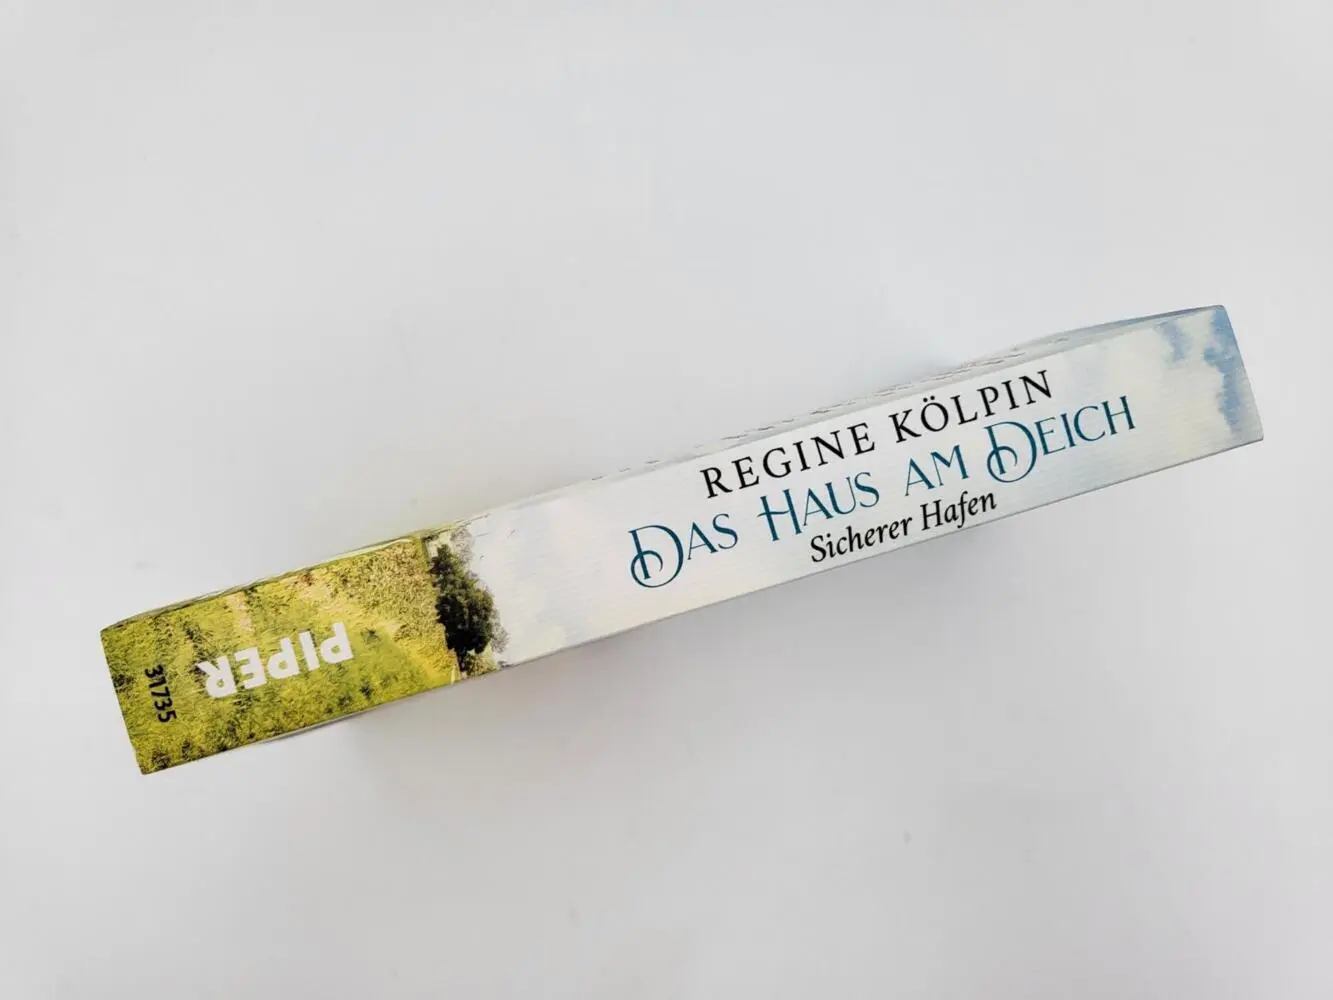 REGINE KÖLPIN
DAS HAUS AM DEICH
Sicherer Hafen
PIPER
31735